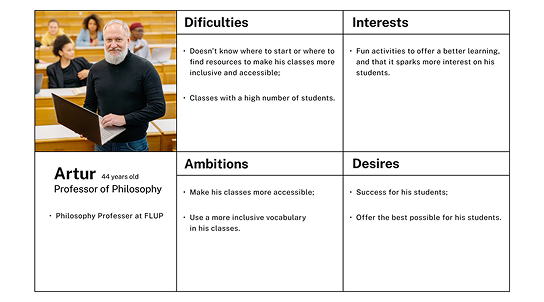 Dificulties
• Doesn't know where to start or where to
find resources to make his classes more
inclusive and accessible;
• Classes with a high number of students.
Interests
• Fun activities to offer a better learning,
and that it sparks more interest on his
students.
Artur 44 years old
Professor of Philosophy
• Philosophy Professor at FLUP
Ambitions
• Make his classes more accessible;
• Use a more inclusive vocabulary
in his classes.
Desires
• Success for his students;
• Offer the best possible for his students.